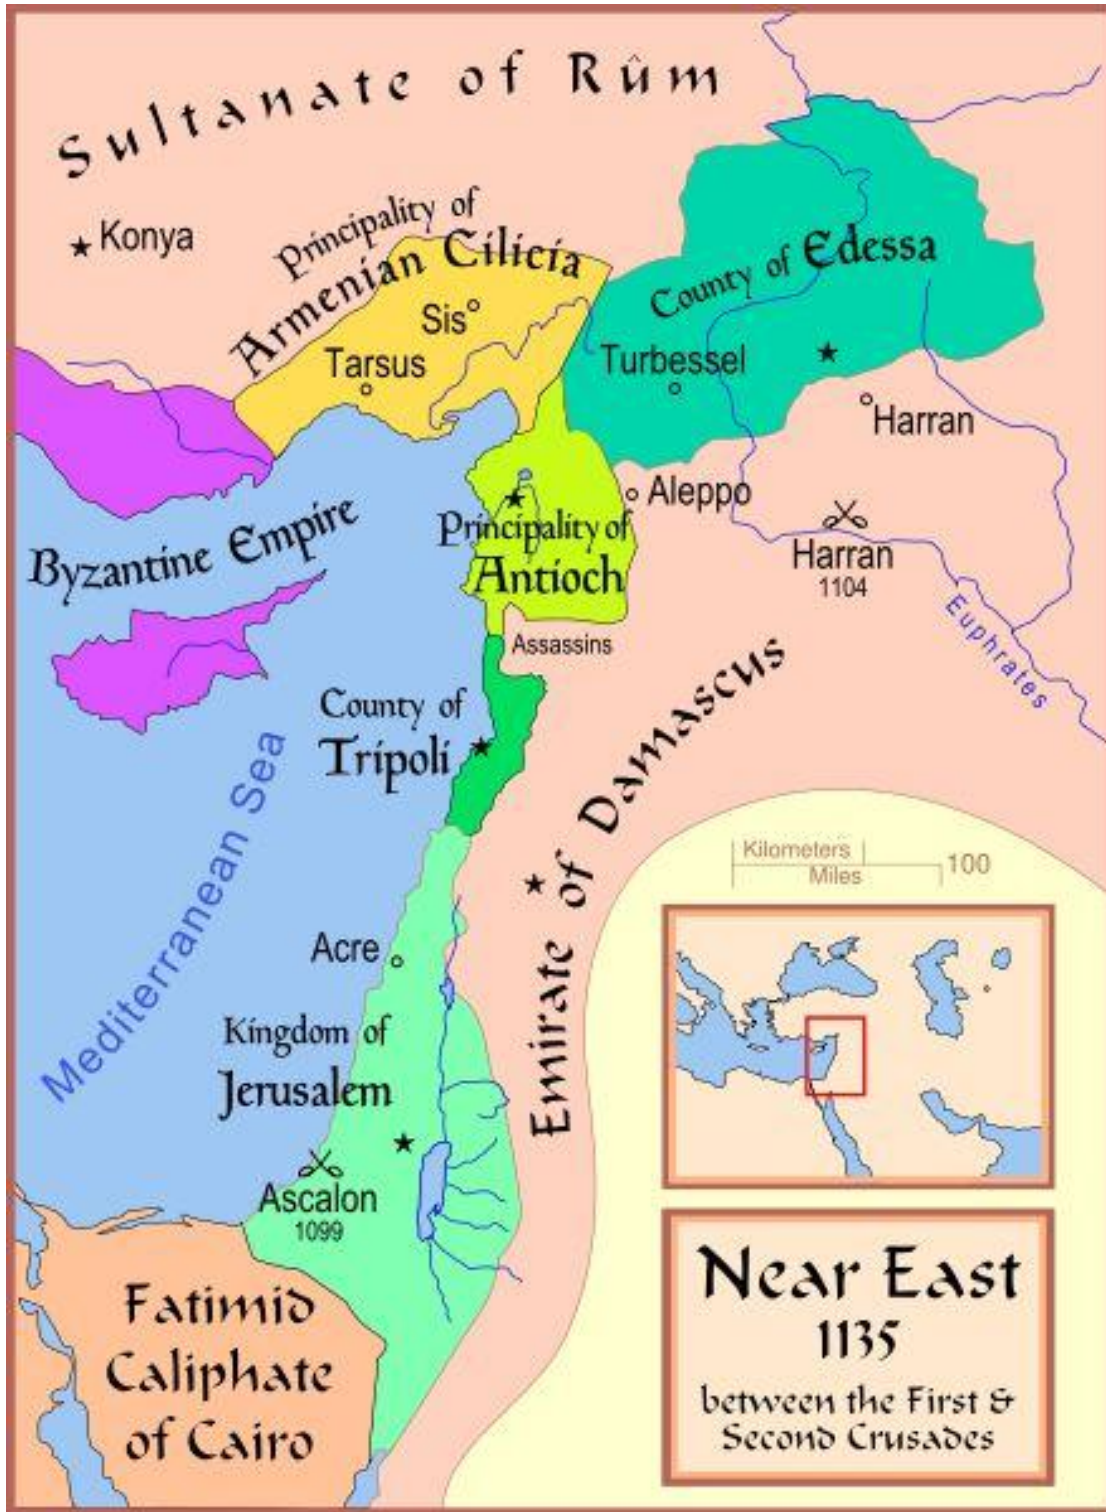 Sultanate of Rûm
Konya
Principality of
Armenian Cilicia
Sis
Tarsus
County of Edessa
Turbessel
Harran
Aleppo
Harran
1104
Euphrates
Byzantine Empire
Principality of
Antioch
Assassins
County of
Tripoli
Emirate of Damascus
Mediterranean Sea
Kilometers
Miles
100
Acre
Kingdom of
Jerusalem
Ascalon
1099
Fatimid
Caliphate
of Cairo
Near East
1135
between the First &
Second Crusades